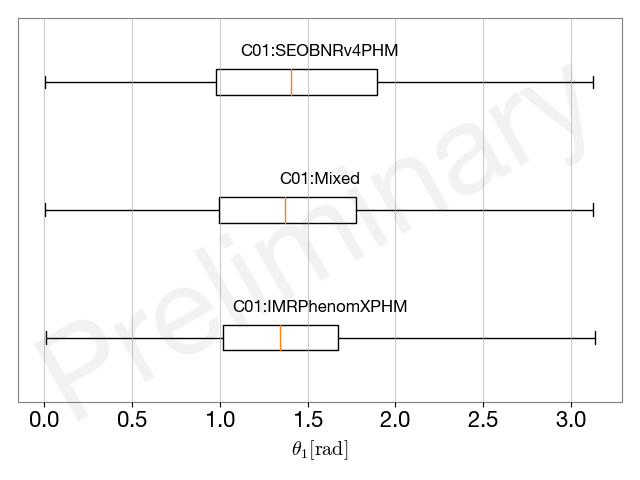 C01:SEOBNRv4PHM
C01:Mixed
C01:IMRPhenomXPHM
Preliminary
0.0 0.5 1.0 1.5 2.0 2.5 3.0
θ₁[rad]